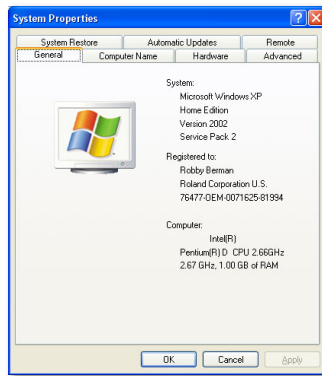 System Properties
System Restore Automatic Updates Remote
General Computer Name Hardware Advanced
System:
Microsoft Windows XP
Home Edition
Version 2002
Service Pack 2
Registered to:
Robby Berman
Roland Corporation U.S.
76477-OEM-0071625-81994
Computer:
Intel(R)
Pentium(R) D CPU 2.66GHz
2.67 GHz, 1.00 GB of RAM
OK Cancel Apply